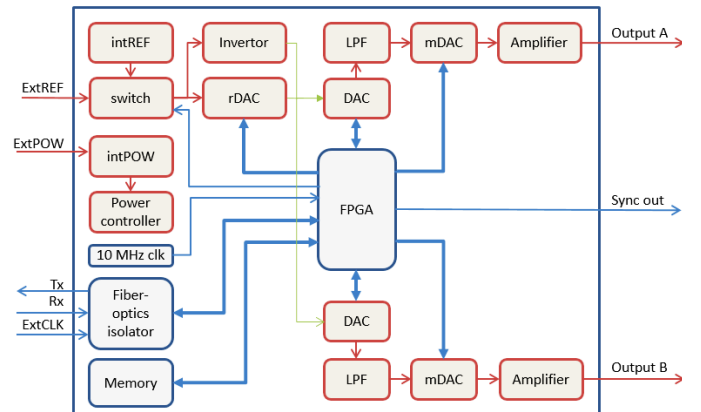 intREF
Invertor
LPF
mDAC
Amplifier
Output A
ExtREF
switch
rDAC
DAC
ExtPOW
intPOW
Power
controller
FPGA
Sync out
10 MHz clk
Tx
Rx
ExtCLK
Fiber-
optics
isolator
DAC
Memory
LPF
mDAC
Amplifier
Output B